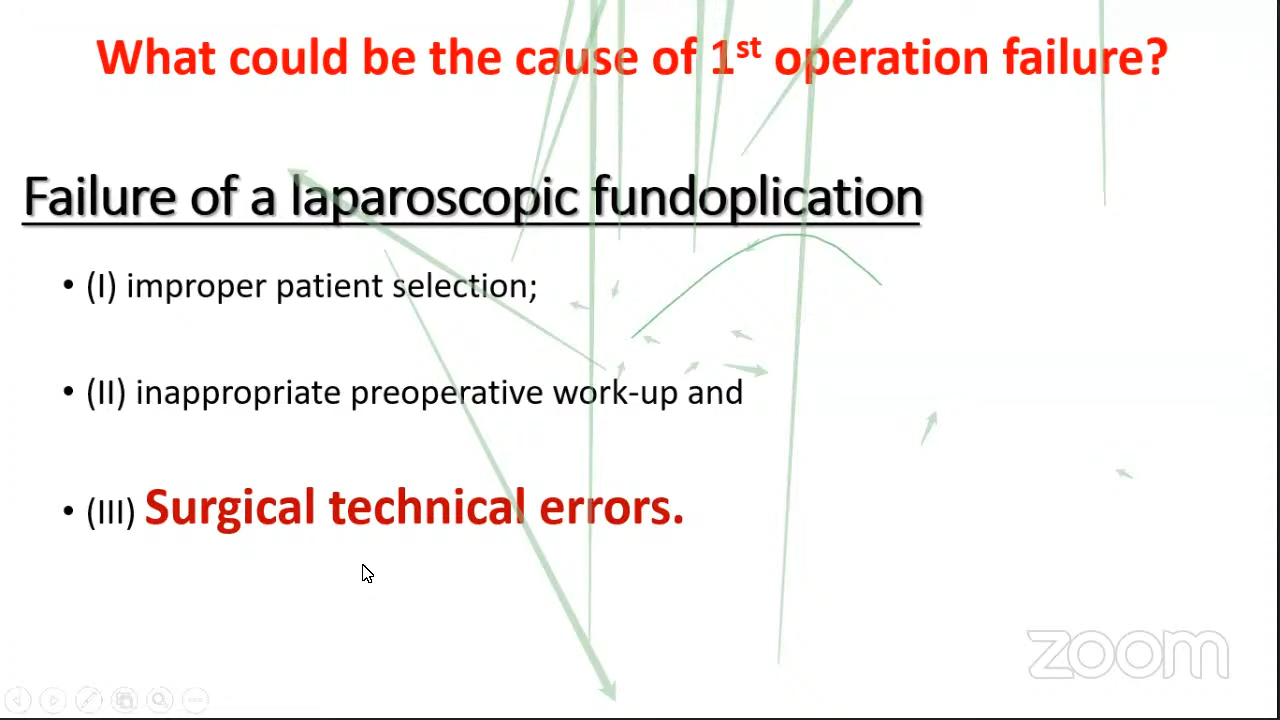 What could be the cause of 1st operation failure?
Failure of a laparoscopic fundoplication
• (I) improper patient selection;
• (II) inappropriate preoperative work-up and
• (III) Surgical technical errors.
zoom